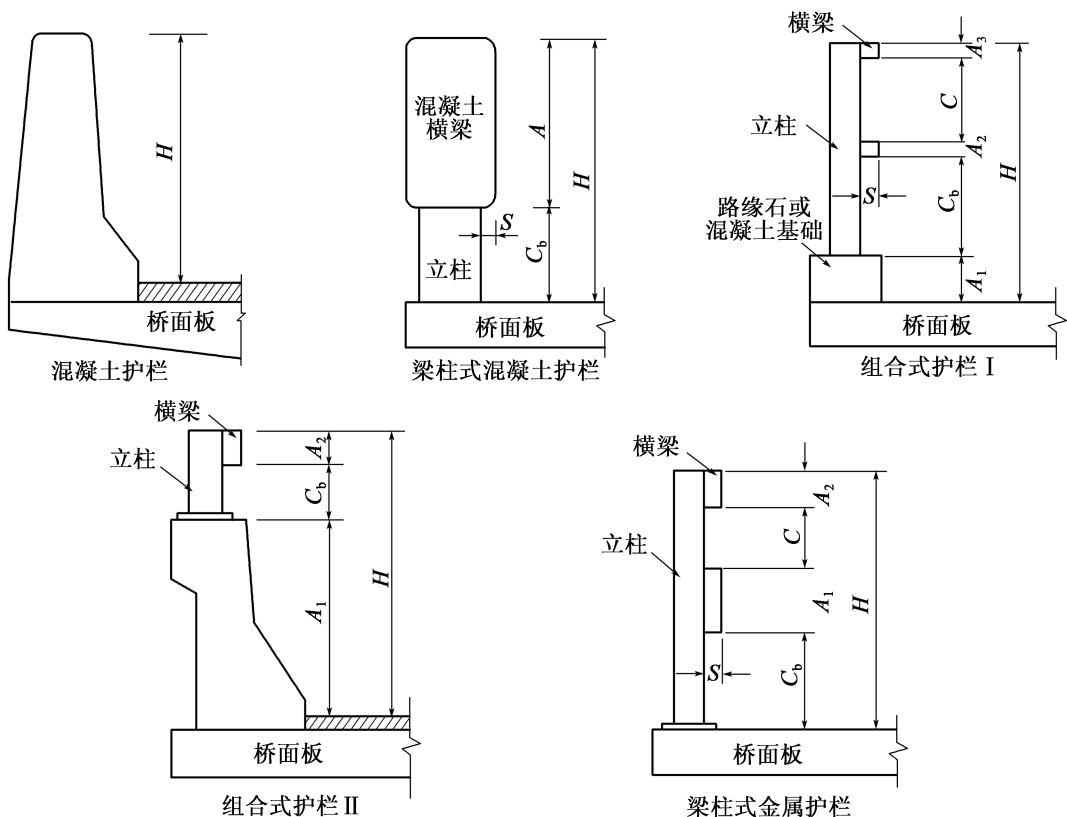 H
桥面板
混凝土护栏
混凝土
横梁
立柱
S
A
C_b
H
桥面板
梁柱式混凝土护栏
横梁
立柱
路缘石或
混凝土基础
S
A_3
C
A_2
C_b
A_1
H
桥面板
组合式护栏Ⅰ
横梁
立柱
A_2
C_b
A_1
H
桥面板
组合式护栏Ⅱ
横梁
立柱
S
A_2
C
A_1
C_b
H
桥面板
梁柱式金属护栏